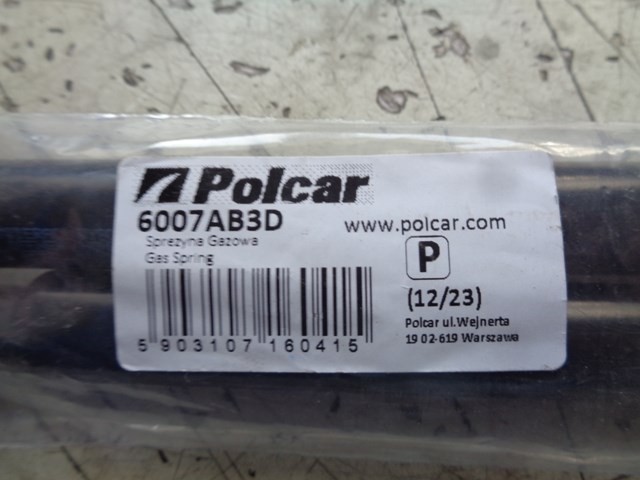 Polcar
6007AB3D
www.polcar.com
Sprezyna Gazowa
Gas Spring
P
(12/23)
Polcar ul.Wejnerta
19 02-619 Warszawa
5 903107 160415